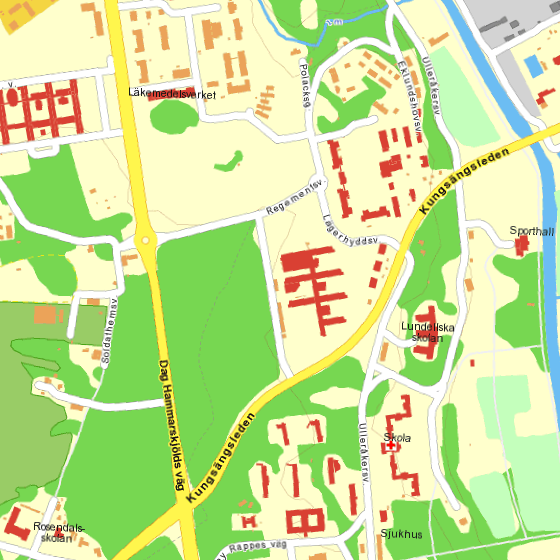 Läkemedelsverket
Polacksg.
Eklundshovsv
Ulleråkersv
v.
Kungsängsleden
Regementsv.
Lägerhyddsv
Sporthall
Soldathemsv
Lundellska
skolan
Dag Hammarskjölds väg
Kungsängsleden
Ulleråkersv
Skola
Rosendals-
skolan
Sjukhus
v Rappes väg